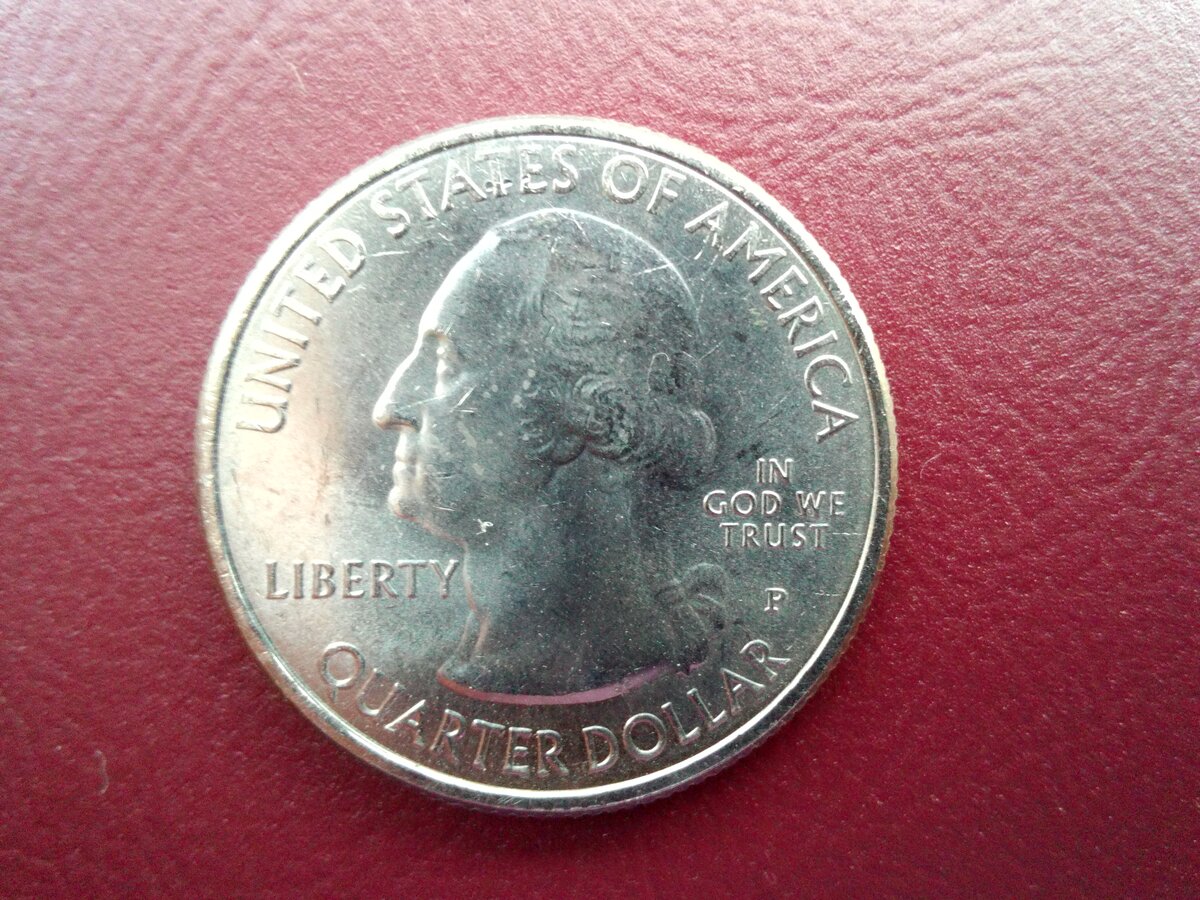 UNITED STATES OF AMERICA
IN
GOD WE
TRUST
LIBERTY
P
QUARTER DOLLAR